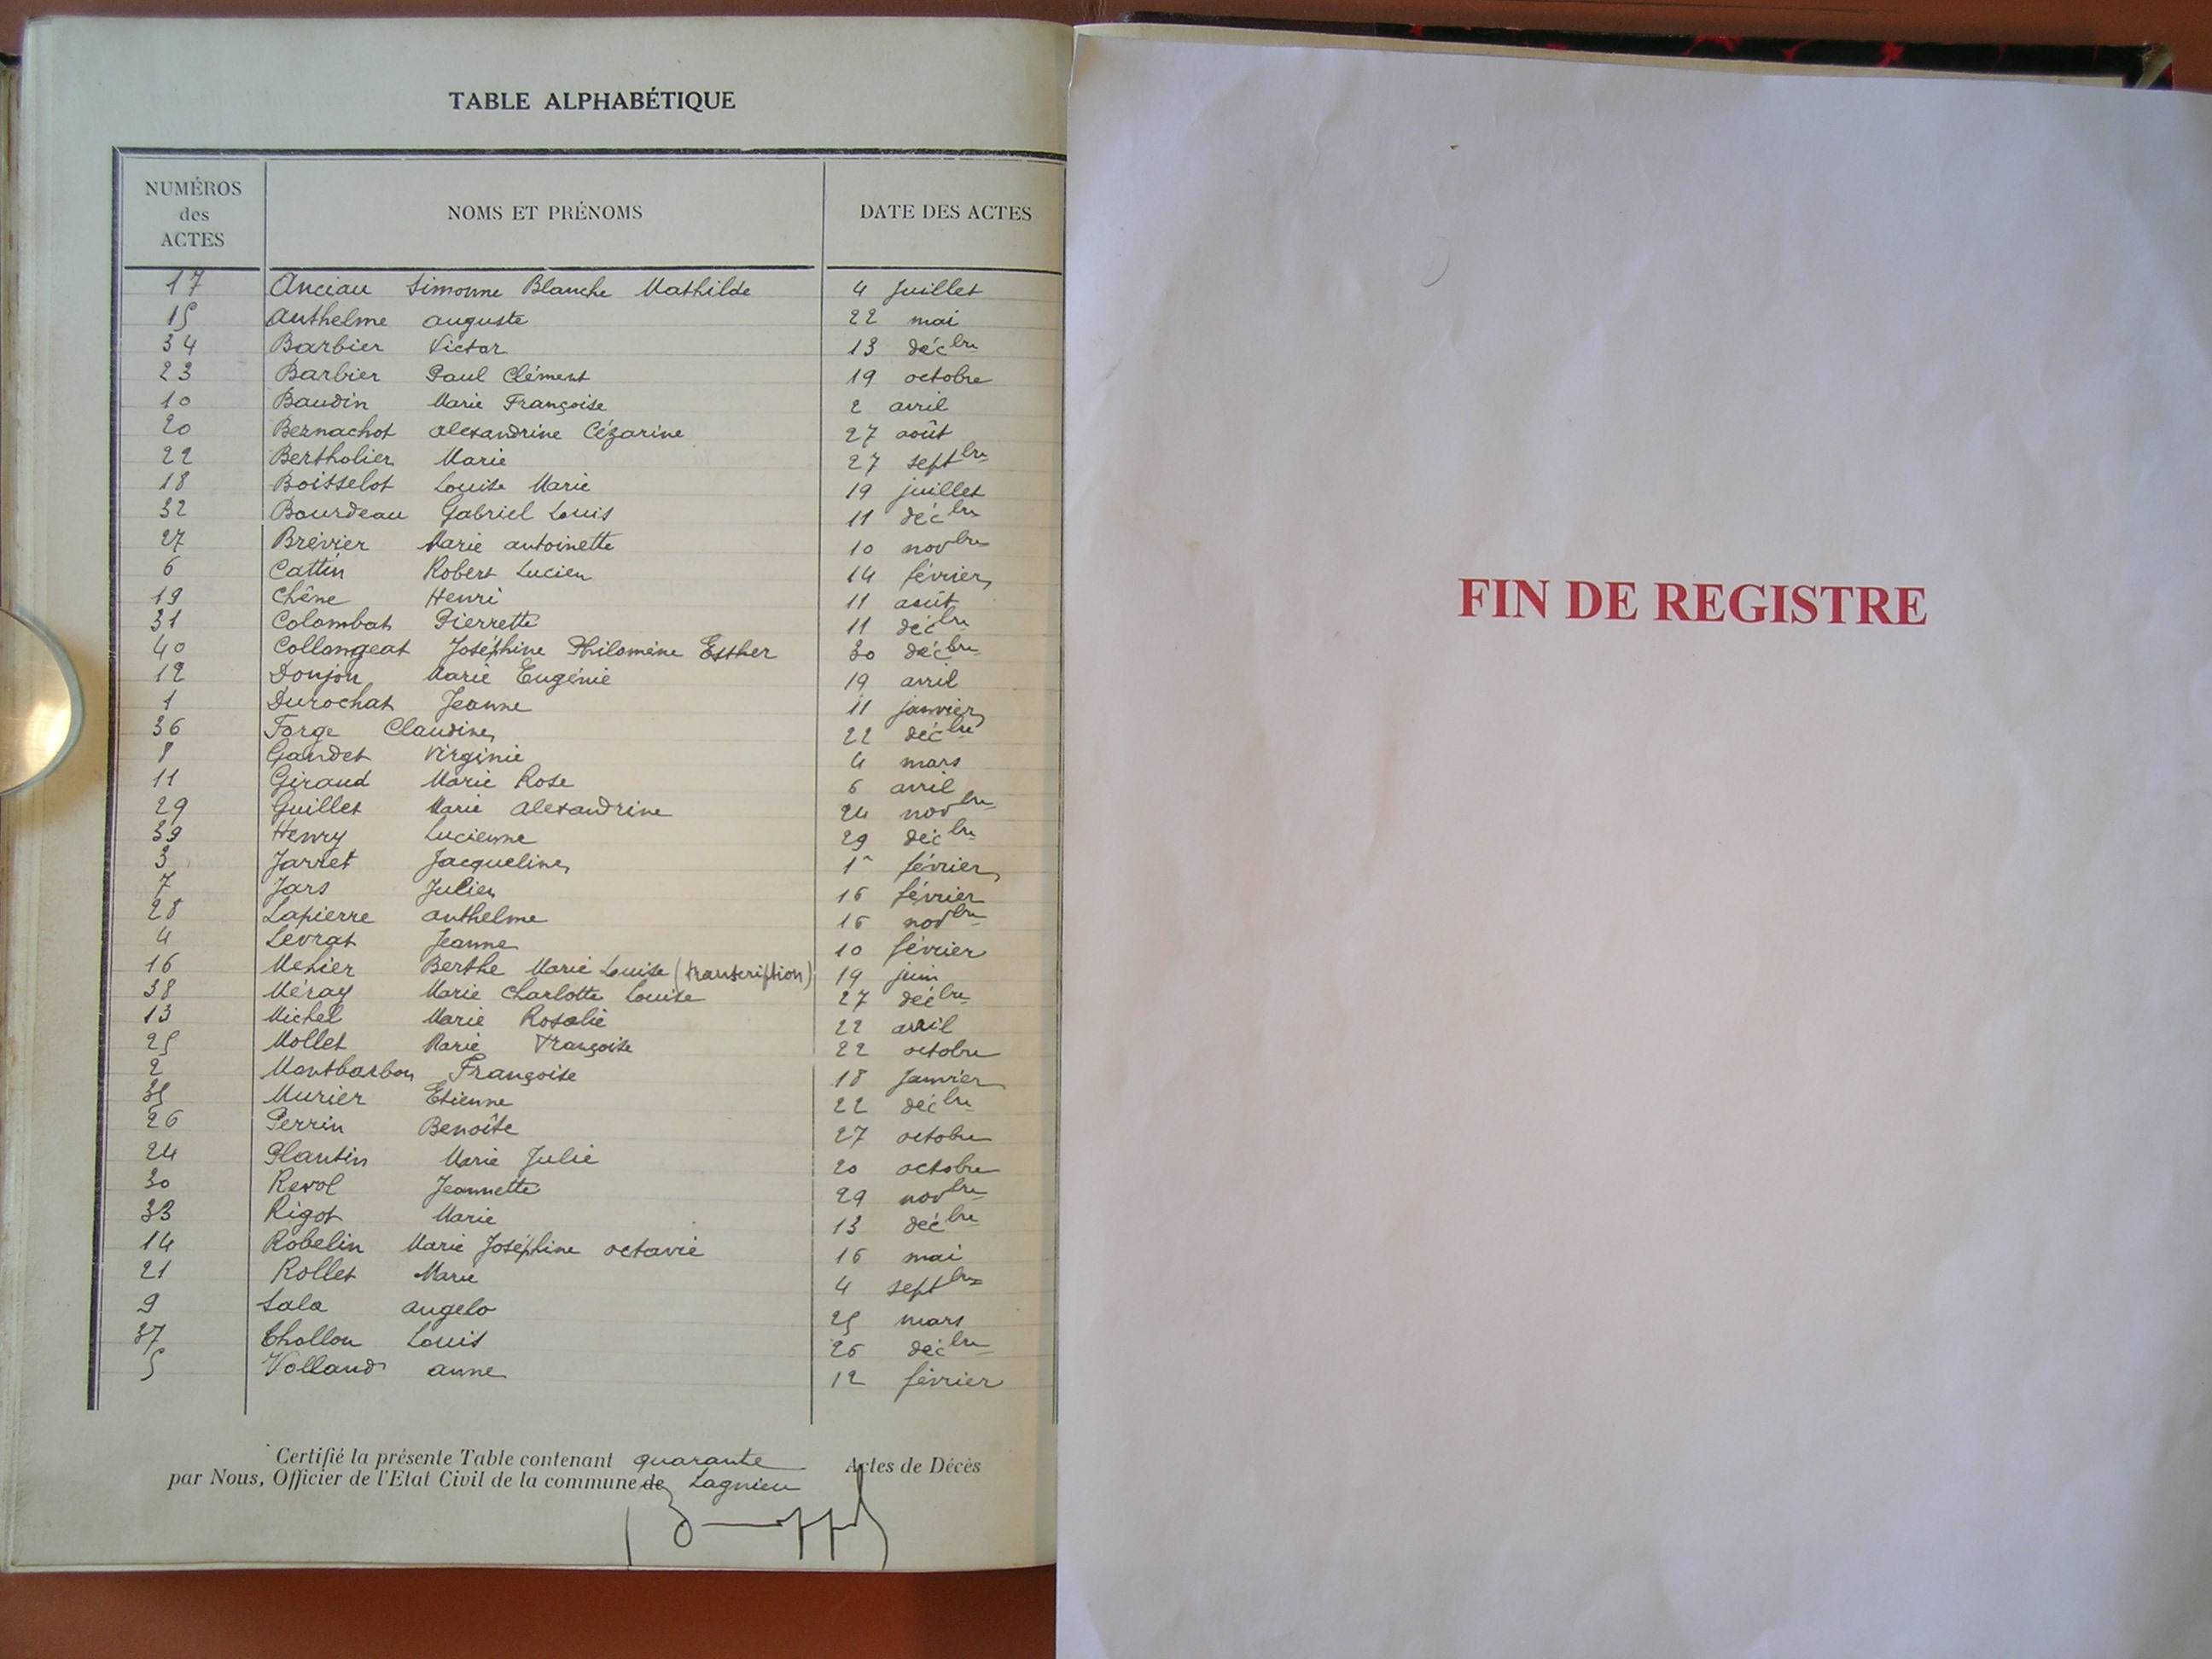 TABLE ALPHABÉTIQUE
NUMÉROS des ACTES NOMS ET PRÉNOMS DATE DES ACTES
17 Anciau Simonne Blanche Mathilde 4 Juillet
15 Anthelme auguste 22 mai
34 Barbier Victor 13 décbre
23 Barbier Paul Clément 19 octobre
10 Baudin Marie Françoise 2 avril
20 Bernachot alexandrine Cézarine 27 août
22 Bertholier Marie 27 septbre
18 Boisselot Louise Marie 19 juillet
32 Bourdeau Gabriel Louis 11 décbre
27 Brevier Marie antoinette 10 novbre
6 Cattin Robert Lucien 14 février
19 Chêne Henri 11 août
31 Colombat Pierrette 11 décbre
40 Collongeat Joséphine Philomène Esther 30 décbre
12 Donjon Marie Eugénie 19 avril
1 Durochat Jeanne 11 janvier
36 Forge Claudine 22 décbre
8 Gandet Virginie 4 mars
11 Giraud Marie Rose 6 avril
29 Guillet Marie alexandrine 24 novbre
39 Henry Lucienne 29 décbre
3 Jarret Jacqueline 1er février
7 Jars Julien 16 février
28 Lapierre anthelme 16 novbre
4 Levrat Jeanne 10 février
16 Menier Berthe Marie Louise (transcription) 19 juin
38 Méray Marie Charlotte Louise 27 décbre
13 Michel Marie Rosalie 22 avril
25 Mollet Marie Françoise 22 octobre
2 Montbarbon Françoise 18 Janvier
35 Murier Etienne 22 décbre
26 Perrin Benoîte 27 octobre
24 Plantin Marie Julie 20 octobre
30 Revol Jeannette 29 novbre
33 Rigot Marie 13 décbre
14 Robelin Marie Joséphine octavie 16 mai
21 Rollet Marie 4 septbre
9 Sala angelo 25 mars
37 Thollon Louis 26 décbre
5 Volland anne 12 février
Certifié la présente Table contenant quarante Actes de Décès
par Nous, Officier de l'Etat Civil de la commune de Lagnieu
FIN DE REGISTRE